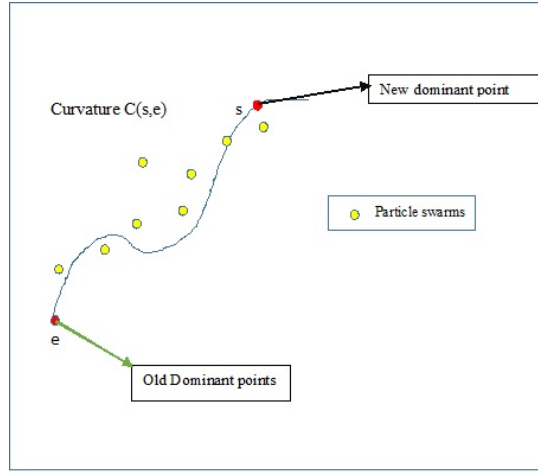 New dominant point
Curvature C(s,e)
s
Particle swarms
e
Old Dominant points